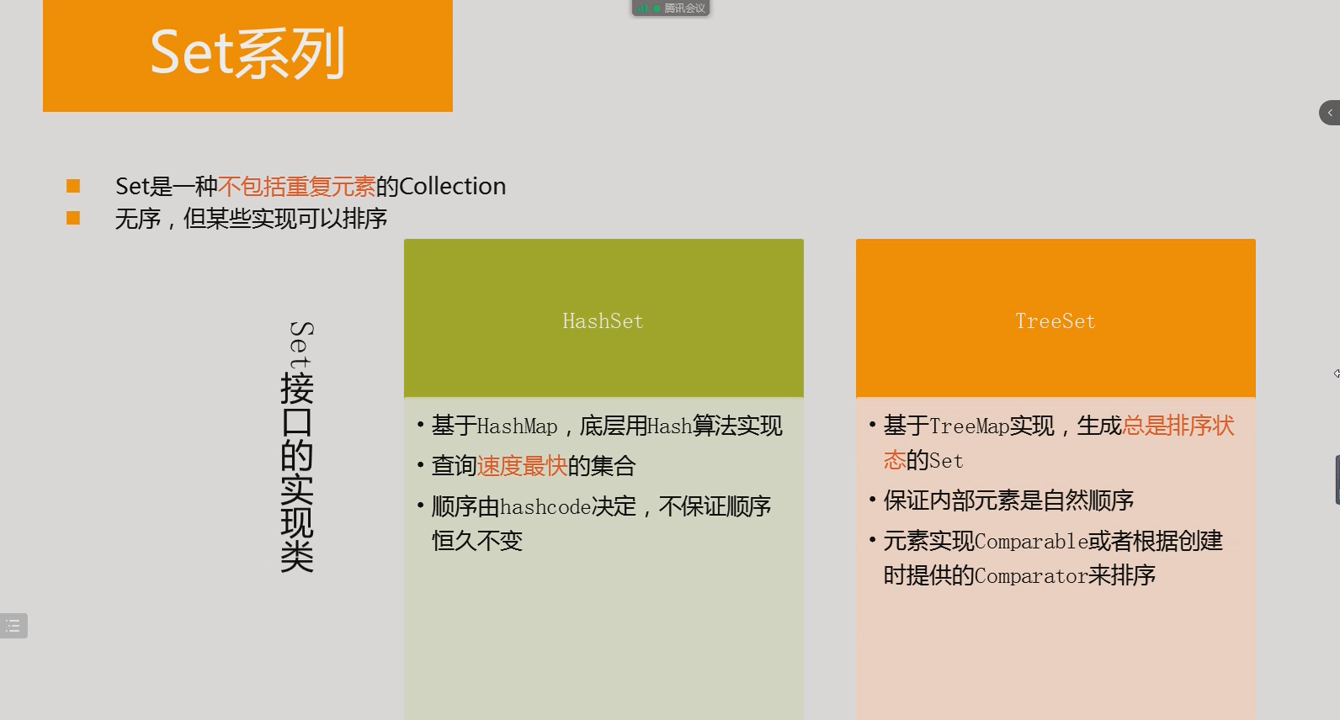 腾讯会议
Set系列
Set是一种不包括重复元素的Collection
无序，但某些实现可以排序
Set接口的实现类
HashSet
基于HashMap，底层用Hash算法实现
查询速度最快的集合
顺序由hashcode决定，不保证顺序
恒久不变
TreeSet
基于TreeMap实现，生成总是排序状
态的Set
保证内部元素是自然顺序
元素实现Comparable或者根据创建
时提供的Comparator来排序